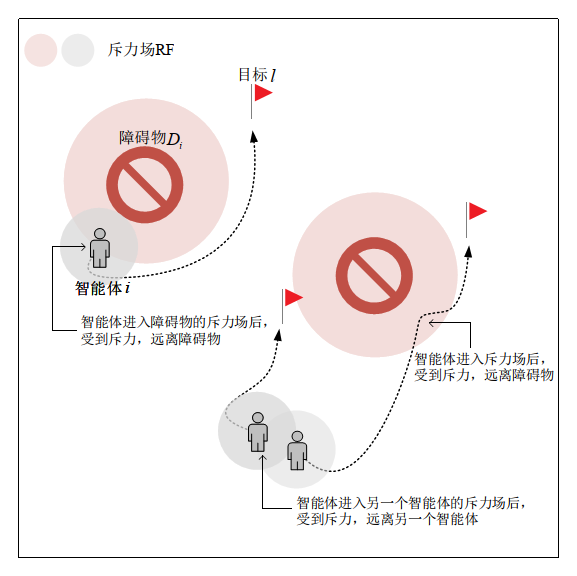 斥力场RF
目标l
障碍物Di
智能体i
智能体进入障碍物的斥力场后，
受到斥力，远离障碍物
智能体进入斥力场后，
受到斥力，远离障碍物
智能体进入另一个智能体的斥力场后，
受到斥力，远离另一个智能体